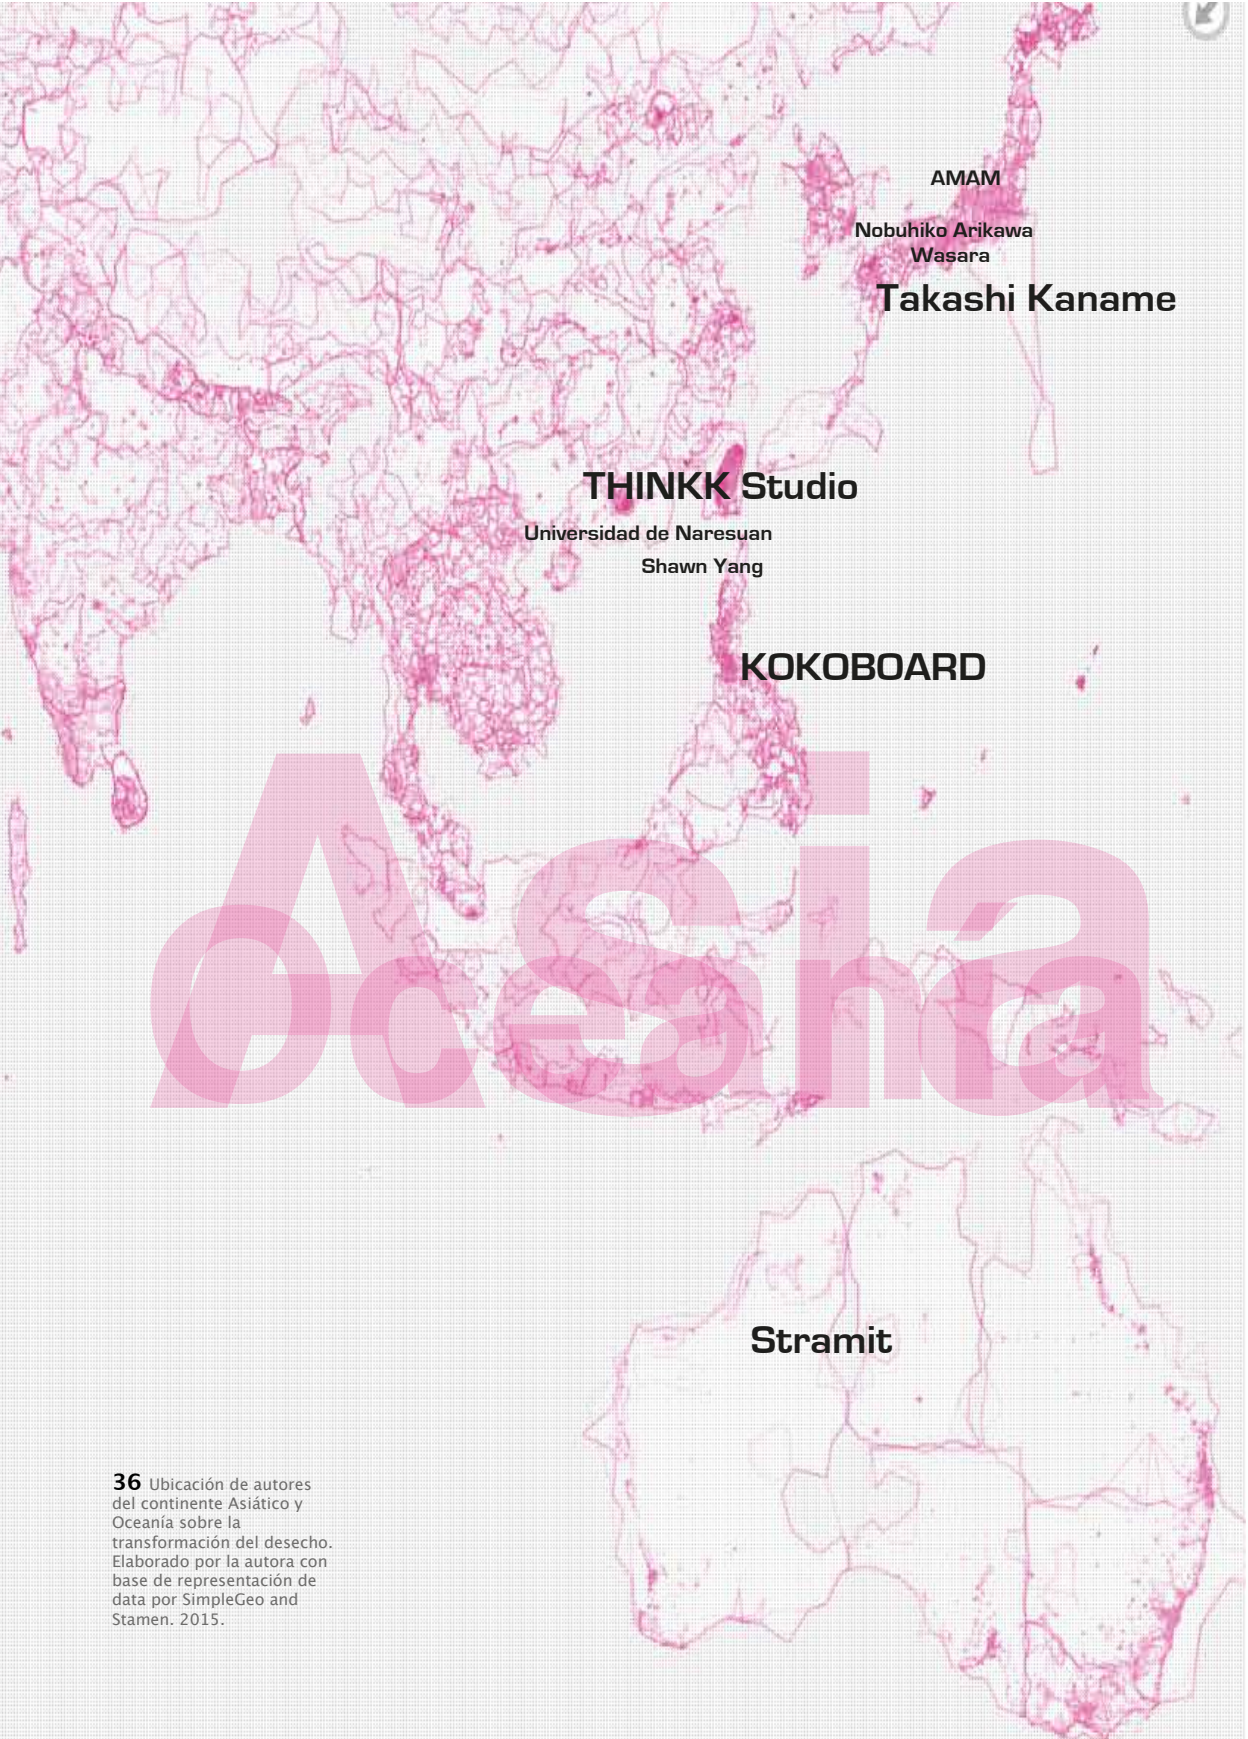 AMAM
Nobuhiko Arikawa
Wasara
Takashi Kaname
THINKK Studio
Universidad de Naresuan
Shawn Yang
KOKOBOARD
Asia
Oceanía
Stramit
36 Ubicación de autores
del continente Asiático y
Oceanía sobre la
transformación del desecho.
Elaborado por la autora con
base de representación de
data por SimpleGeo and
Stamen. 2015.